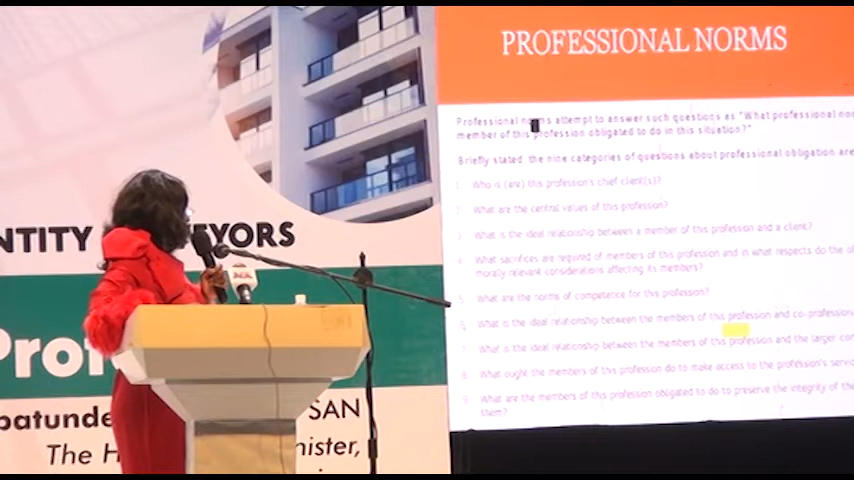 PROFESSIONAL NORMS
Professional norms attempt to answer such questions as "What professional
member of this profession obligated to do in this situation?"
Briefly stated the nine categories of questions about professional obligation are
1 Who is (are) this profession's chief client(s)?
2 What are the central values of this profession?
3 What is the ideal relationship between a member of this profession and a client?
4 What sacrifices are required of members of this profession and in what respects do the
morally relevant considerations affecting its members?
5 What are the norms of competence for this profession?
6 What is the ideal relationship between the members of this profession and
7 What is the ideal relationship between the members of this profession and the larger
8 What ought the members of this profession do to make access to the profession's
9 What are the members of this profession obligated to do to preserve the integrity of
them?
NTITY YORS
Prof
patunde SAN
The H nister,